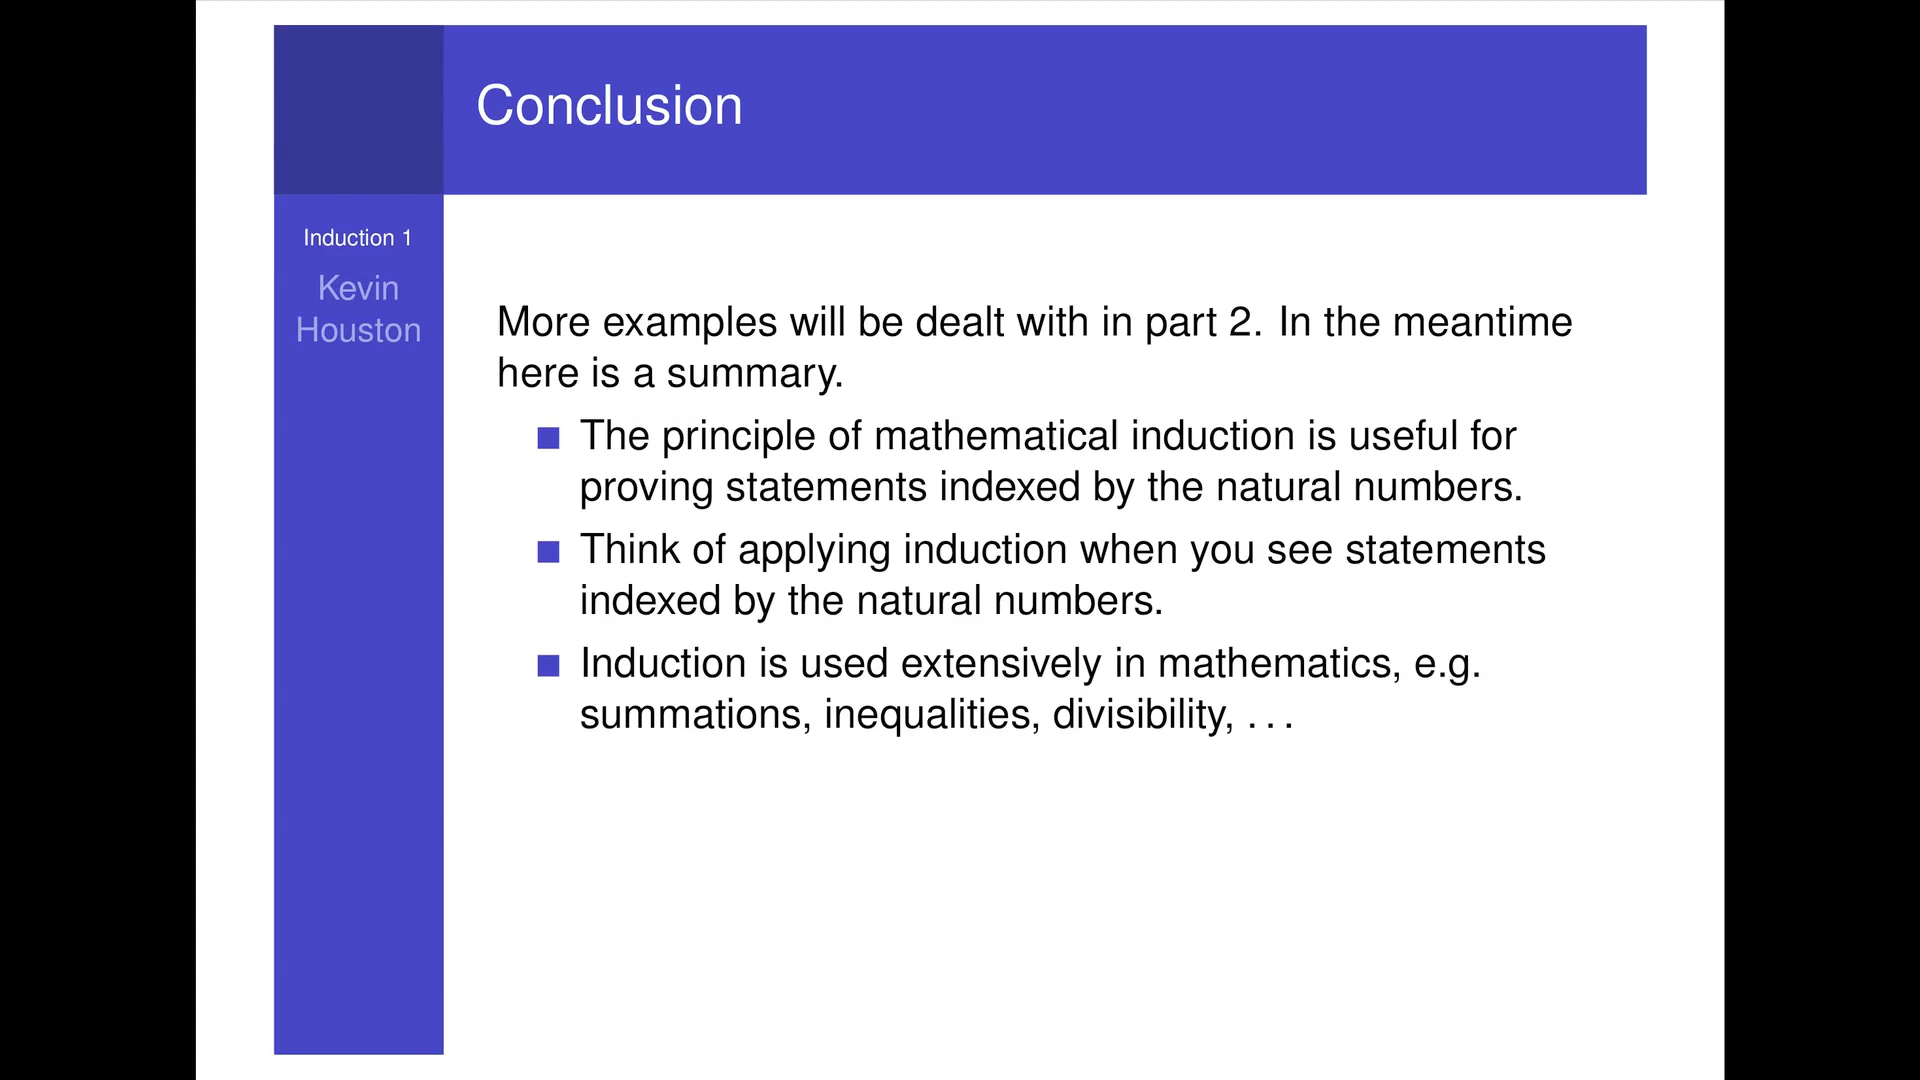 Conclusion
Induction 1
Kevin
Houston
More examples will be dealt with in part 2. In the meantime
here is a summary.
The principle of mathematical induction is useful for
proving statements indexed by the natural numbers.
Think of applying induction when you see statements
indexed by the natural numbers.
Induction is used extensively in mathematics, e.g.
summations, inequalities, divisibility, . . .